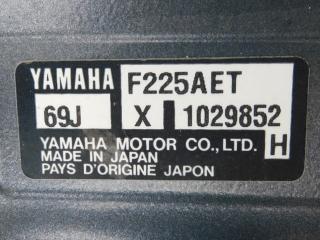 YAMAHA F225AET
69J X 1029852
H
YAMAHA MOTOR CO., LTD.
MADE IN JAPAN
PAYS D'ORIGINE JAPON